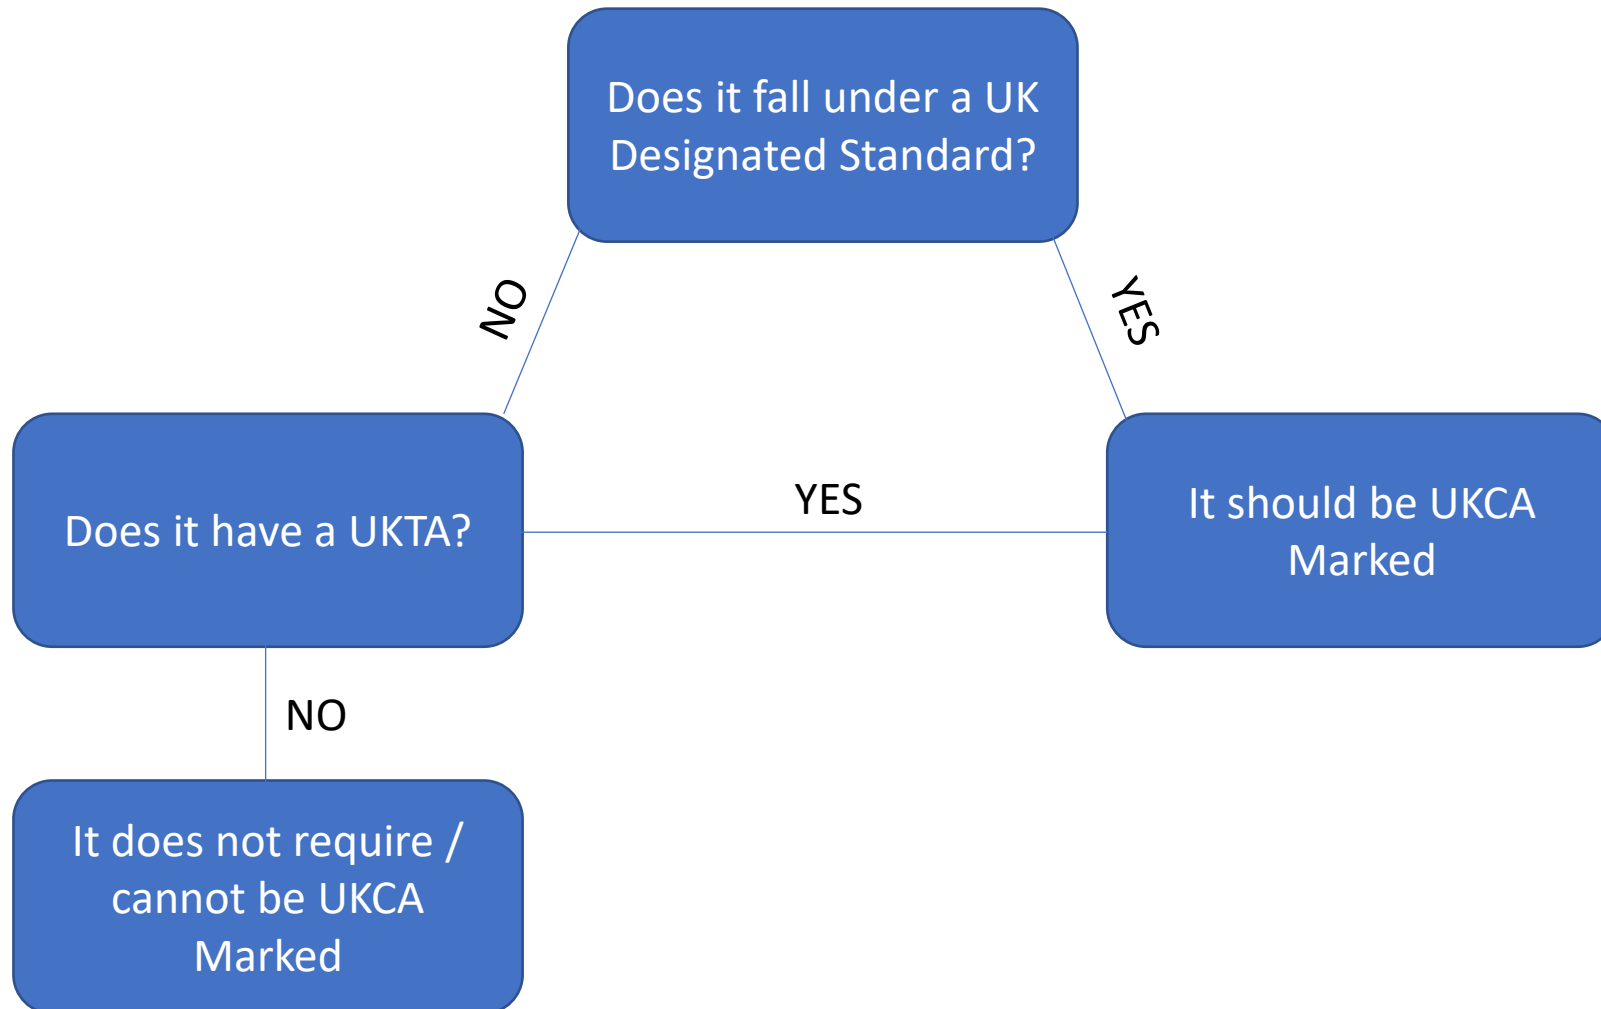 Does it fall under a UK
Designated Standard?
NO
YES
Does it have a UKTA?
YES
It should be UKCA
Marked
NO
It does not require /
cannot be UKCA
Marked